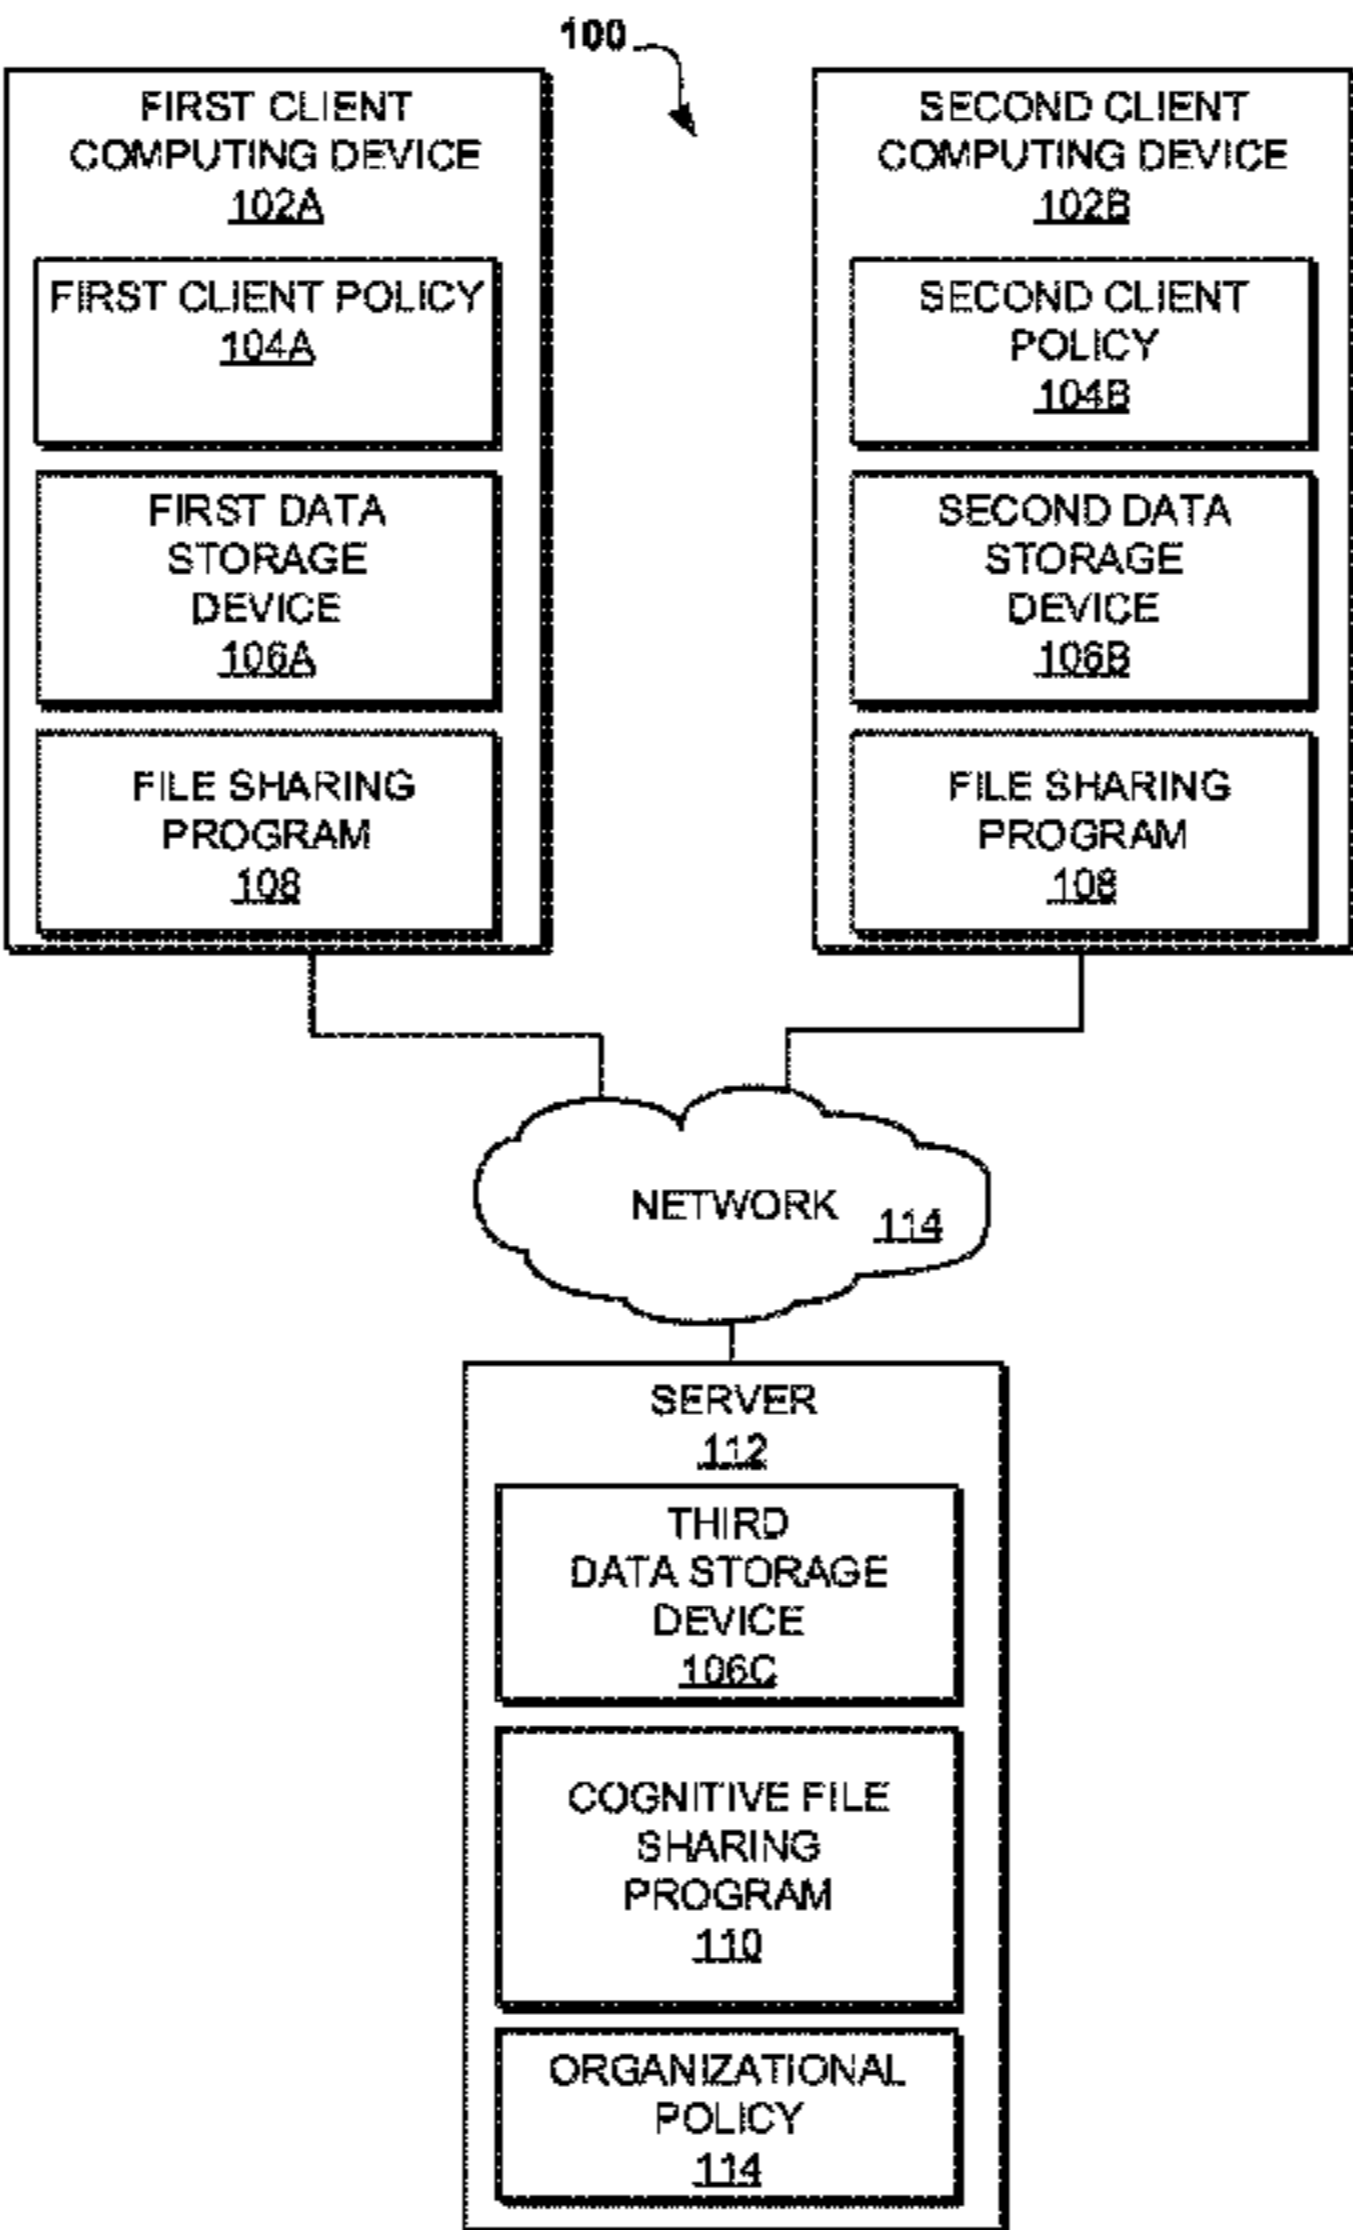 100
FIRST CLIENT
COMPUTING DEVICE
102A
FIRST CLIENT POLICY
104A
FIRST DATA
STORAGE
DEVICE
106A
FILE SHARING
PROGRAM
108
SECOND CLIENT
COMPUTING DEVICE
102B
SECOND CLIENT
POLICY
104B
SECOND DATA
STORAGE
DEVICE
106B
FILE SHARING
PROGRAM
108
NETWORK 114
SERVER
112
THIRD
DATA STORAGE
DEVICE
106C
COGNITIVE FILE
SHARING
PROGRAM
110
ORGANIZATIONAL
POLICY
114